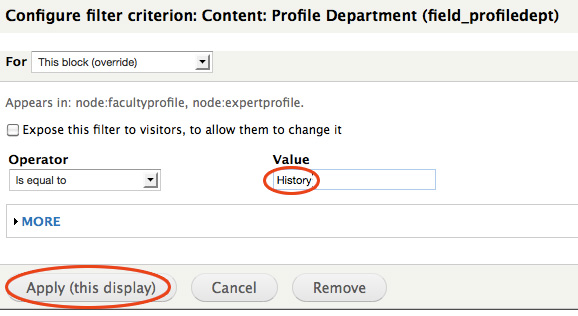 Configure filter criterion: Content: Profile Department (field_profiledept)
For This block (override)
Appears in: node:facultyprofile, node:expertprofile.
Expose this filter to visitors, to allow them to change it
Operator Value
Is equal to History
MORE
Apply (this display) Cancel Remove